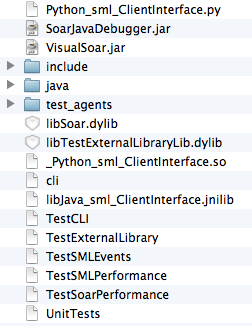 Python_sml_ClientInterface.py
SoarJavaDebugger.jar
VisualSoar.jar
include
java
test_agents
libSoar.dylib
libTestExternalLibraryLib.dylib
_Python_sml_ClientInterface.so
cli
libJava_sml_ClientInterface.jnilib
TestCLI
TestExternalLibrary
TestSMLEvents
TestSMLPerformance
TestSoarPerformance
UnitTests